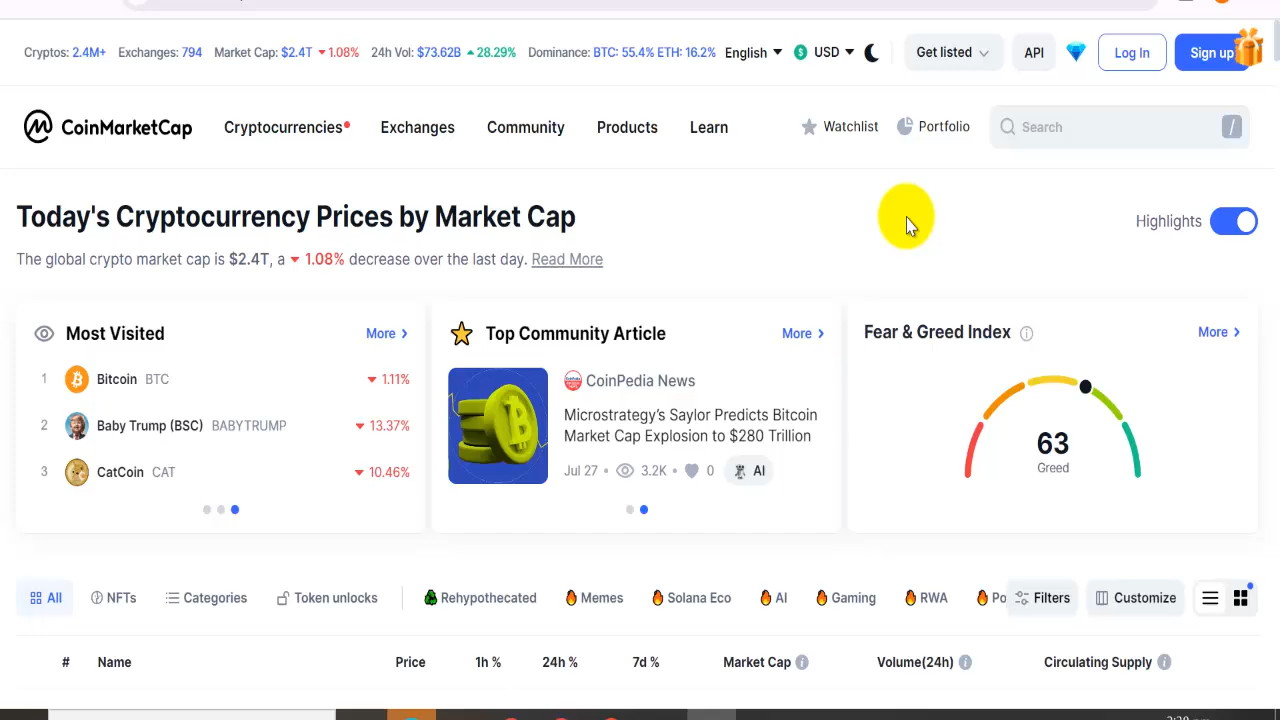 Cryptos: 2.4M+ Exchanges: 794 Market Cap: $2.4T 1.08% 24h Vol: $73.62B 28.29% Dominance: BTC: 55.4% ETH: 16.2% English USD Get listed API Log In Sign up
CoinMarketCap Cryptocurrencies Exchanges Community Products Learn Watchlist Portfolio Search /
Today's Cryptocurrency Prices by Market Cap
Highlights
The global crypto market cap is $2.4T, a 1.08% decrease over the last day. Read More
Most Visited More
1 Bitcoin BTC 1.11%
2 Baby Trump (BSC) BABYTRUMP 13.37%
3 CatCoin CAT 10.46%
Top Community Article More
CoinPedia News
Microstrategy's Saylor Predicts Bitcoin
Market Cap Explosion to $280 Trillion
Jul 27 • 3.2K • 0 AI
Fear & Greed Index More
63
Greed
All NFTs Categories Token unlocks Rehypothecated Memes Solana Eco AI Gaming RWA Po Filters Customize
# Name Price 1h % 24h % 7d % Market Cap Volume(24h) Circulating Supply